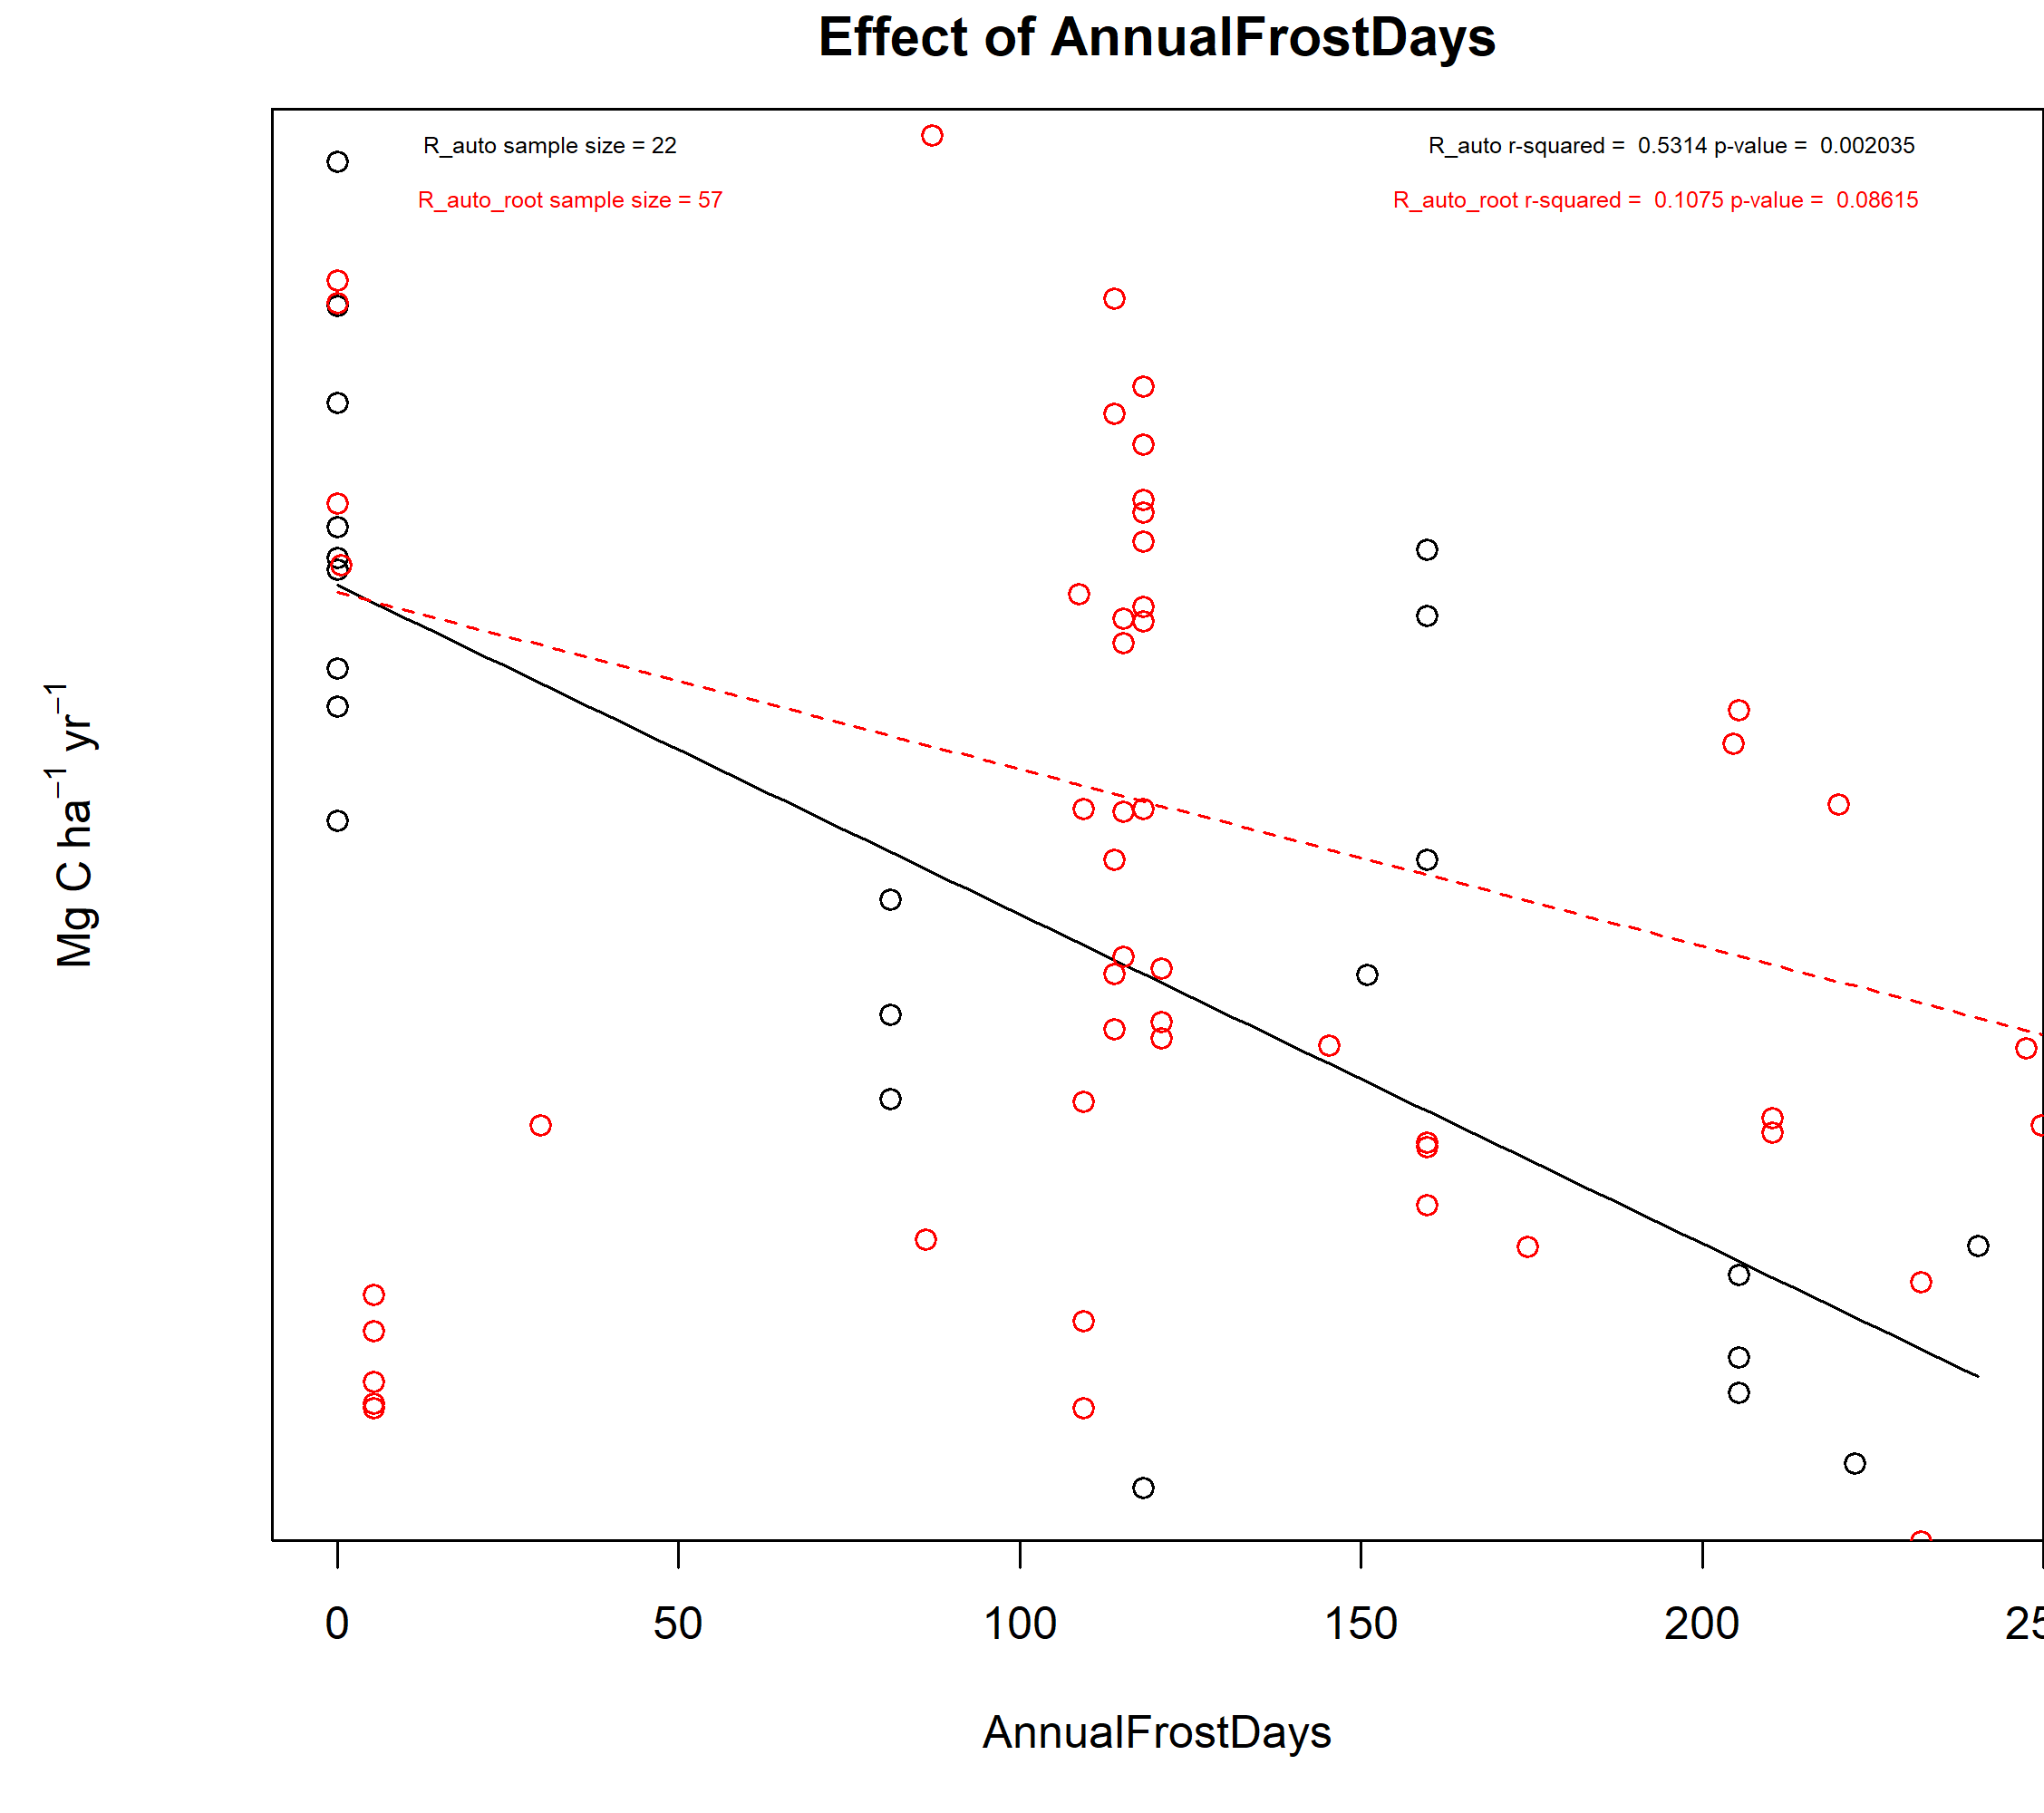 Effect of AnnualFrostDays
R_auto sample size = 22
R_auto r-squared = 0.5314 p-value = 0.002035
R_auto_root sample size = 57
R_auto_root r-squared = 0.1075 p-value = 0.08615
Mg C ha⁻¹ yr⁻¹
0 50 100 150 200 25
AnnualFrostDays